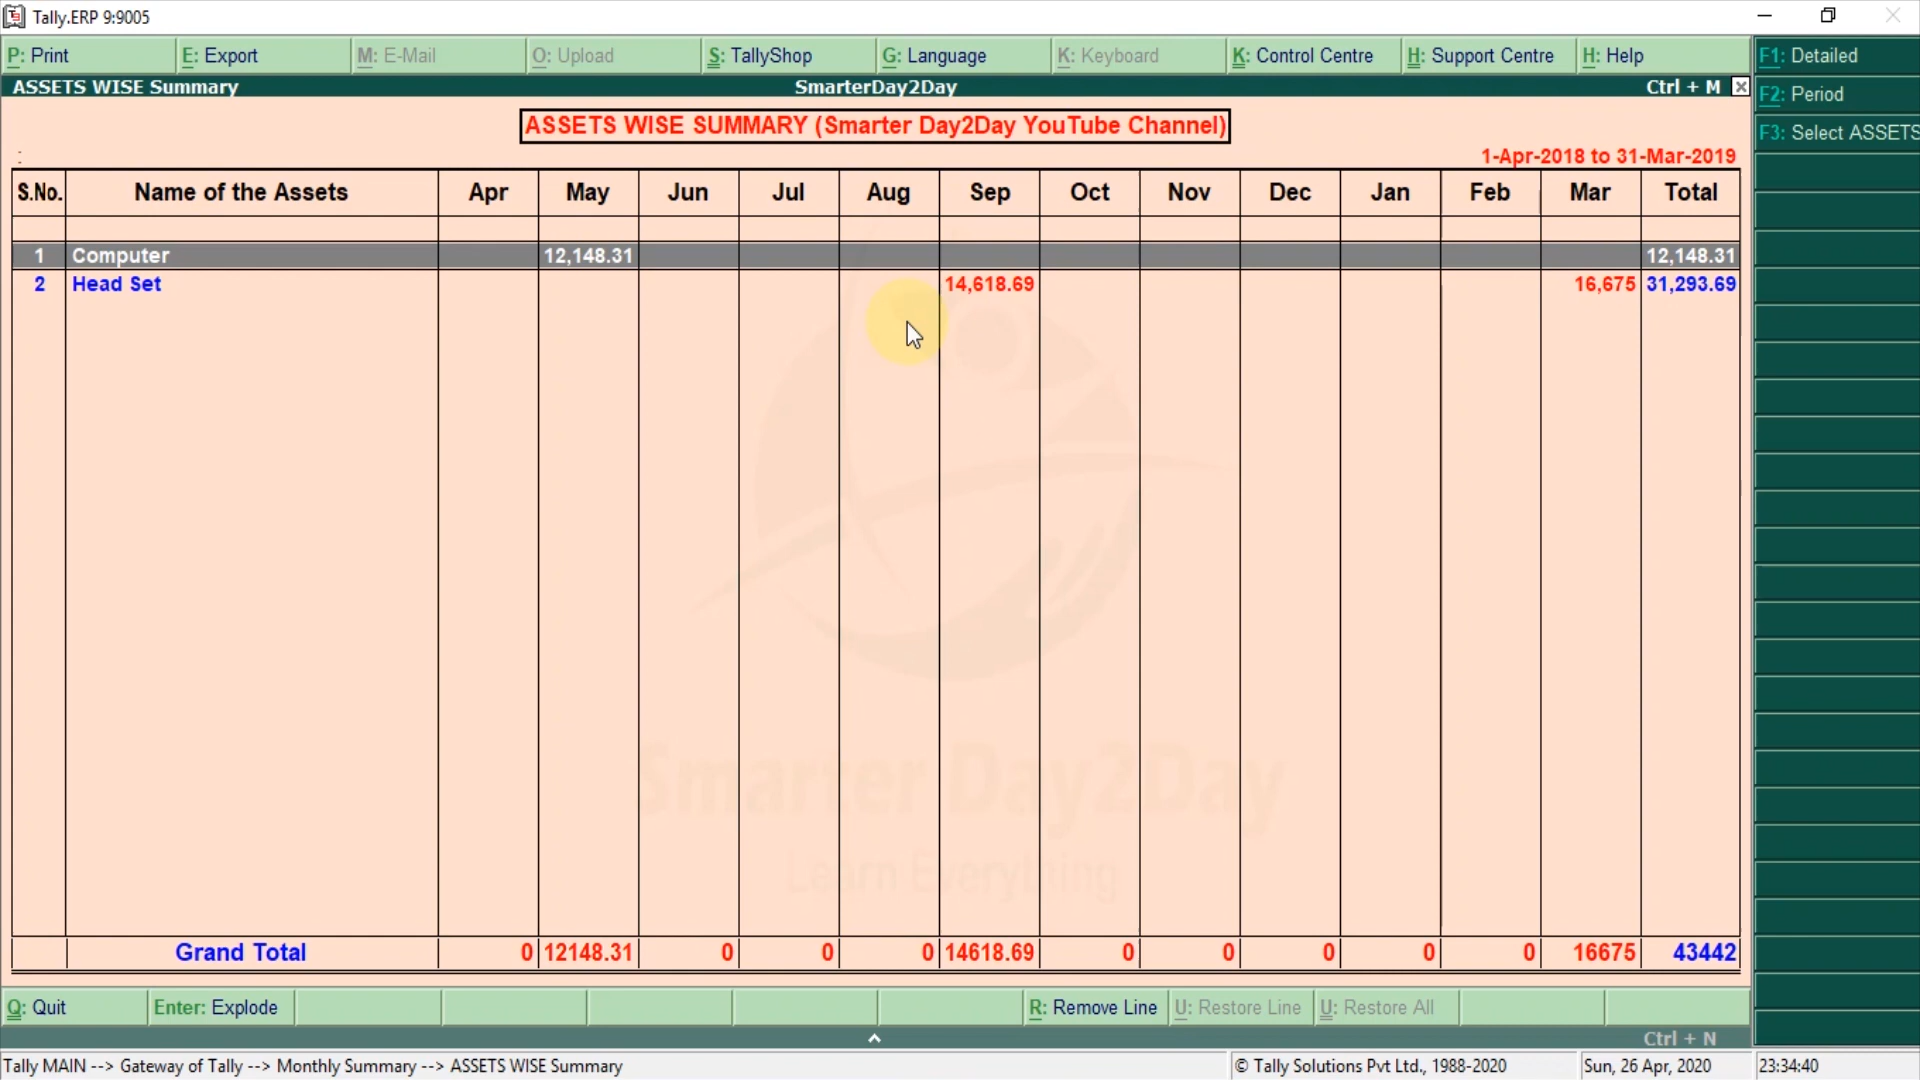 Tally.ERP 9:9005
P: Print E: Export M: E-Mail O: Upload S: TallyShop G: Language K: Keyboard K: Control Centre H: Support Centre H: Help F1: Detailed
ASSETS WISE Summary SmarterDay2Day Ctrl + M
F2: Period
ASSETS WISE SUMMARY (Smarter Day2Day YouTube Channel)
F3: Select ASSETS
: 1-Apr-2018 to 31-Mar-2019
S.No. Name of the Assets Apr May Jun Jul Aug Sep Oct Nov Dec Jan Feb Mar Total
1 Computer 12,148.31 12,148.31
2 Head Set 14,618.69 16,675 31,293.69
Smarter Day2Day
Learn Everything
Grand Total 0 12148.31 0 0 0 14618.69 0 0 0 0 0 16675 43442
Q: Quit Enter: Explode R: Remove Line U: Restore Line U: Restore All
Ctrl + N
Tally MAIN --> Gateway of Tally --> Monthly Summary --> ASSETS WISE Summary © Tally Solutions Pvt Ltd., 1988-2020 Sun, 26 Apr, 2020 23:34:40